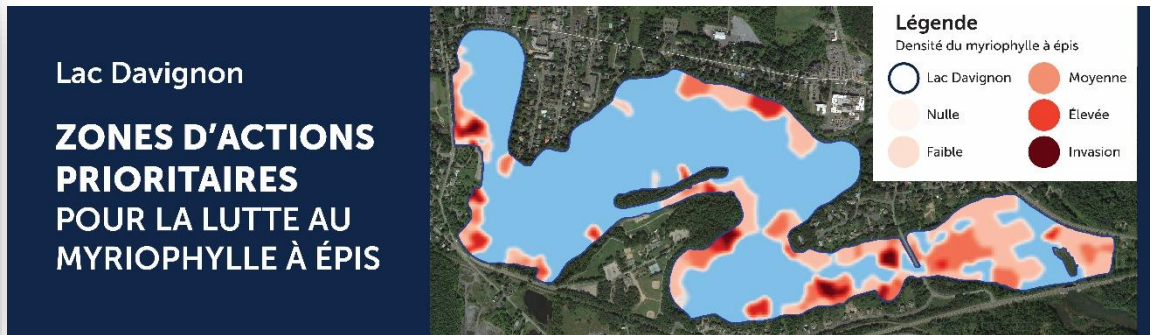 Lac Davignon
ZONES D'ACTIONS
PRIORITAIRES
POUR LA LUTTE AU
MYRIOPHYLLE À ÉPIS
Légende
Densité du myriophylle à épis
Lac Davignon
Nulle
Faible
Moyenne
Élevée
Invasion